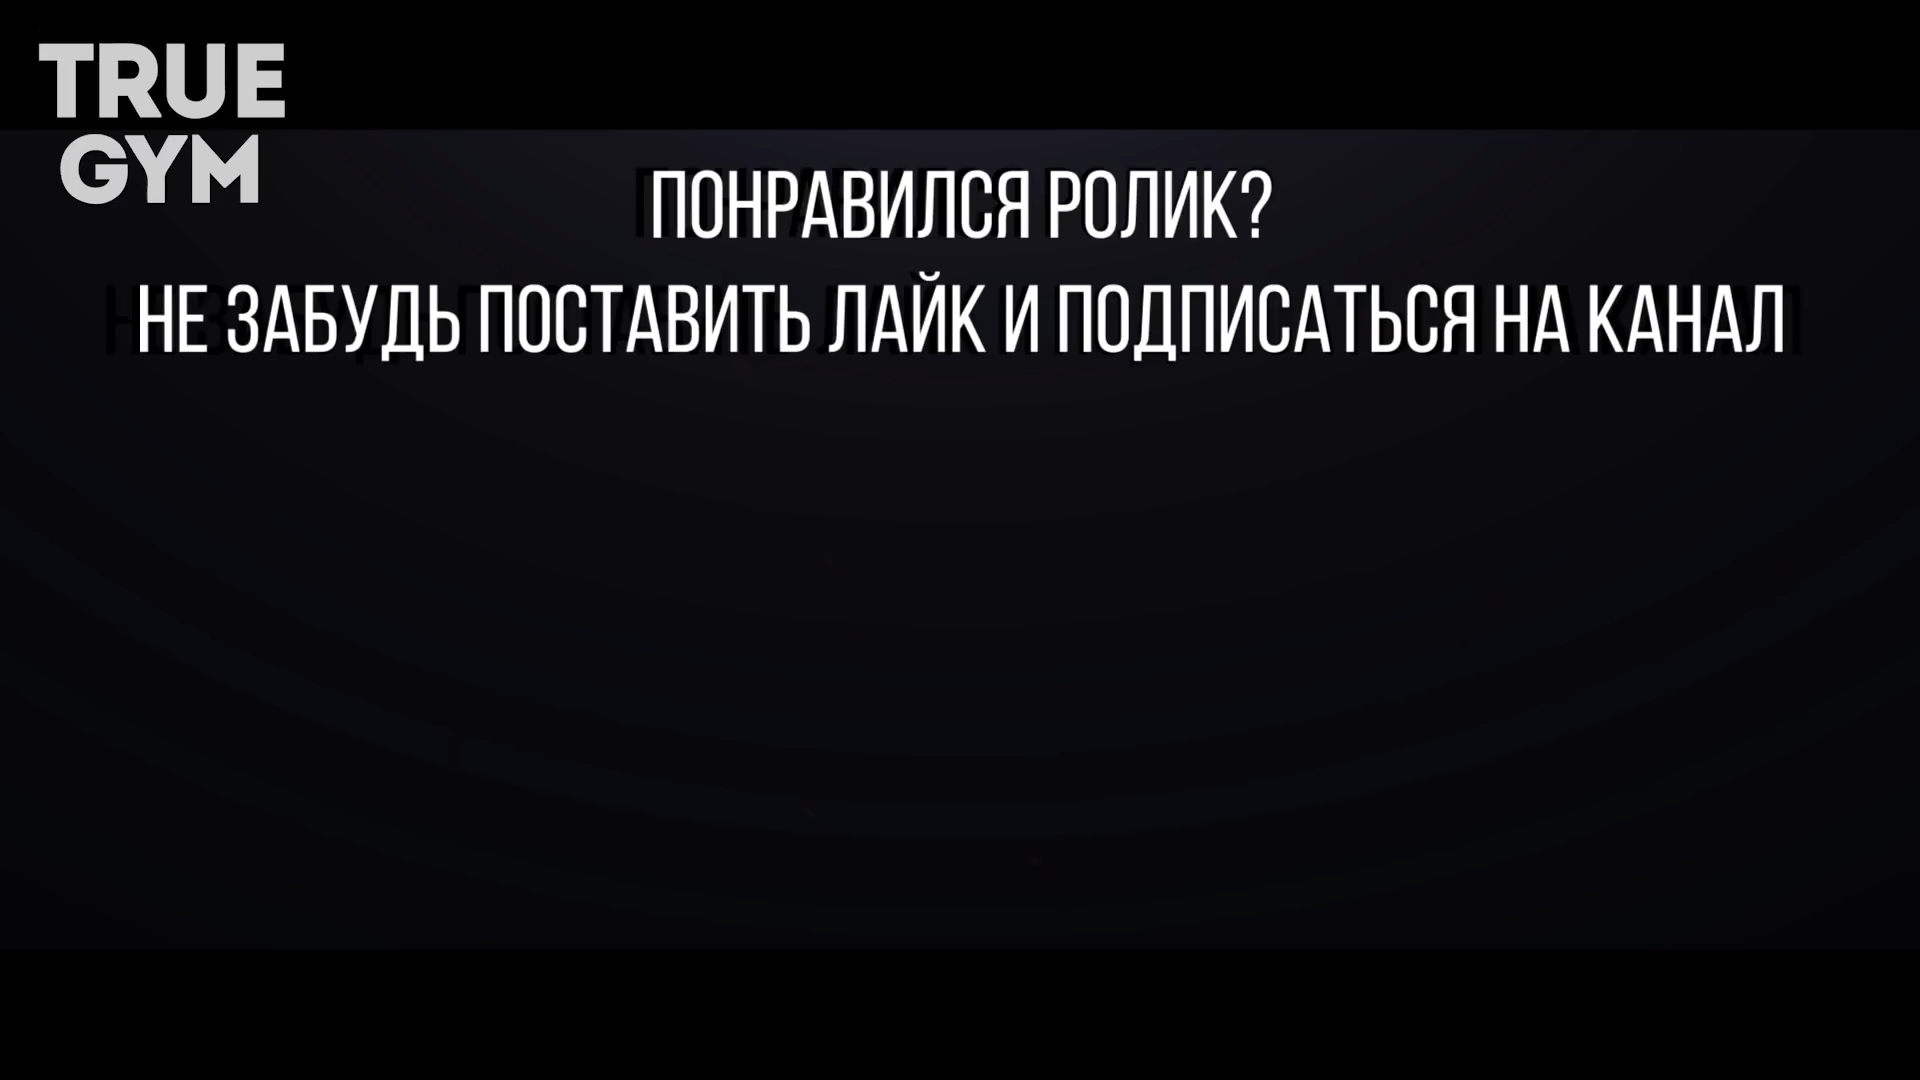 TRUE
GYM
ПОНРАВИЛСЯ РОЛИК?
НЕ ЗАБУДЬ ПОСТАВИТЬ ЛАЙК И ПОДПИСАТЬСЯ НА КАНАЛ